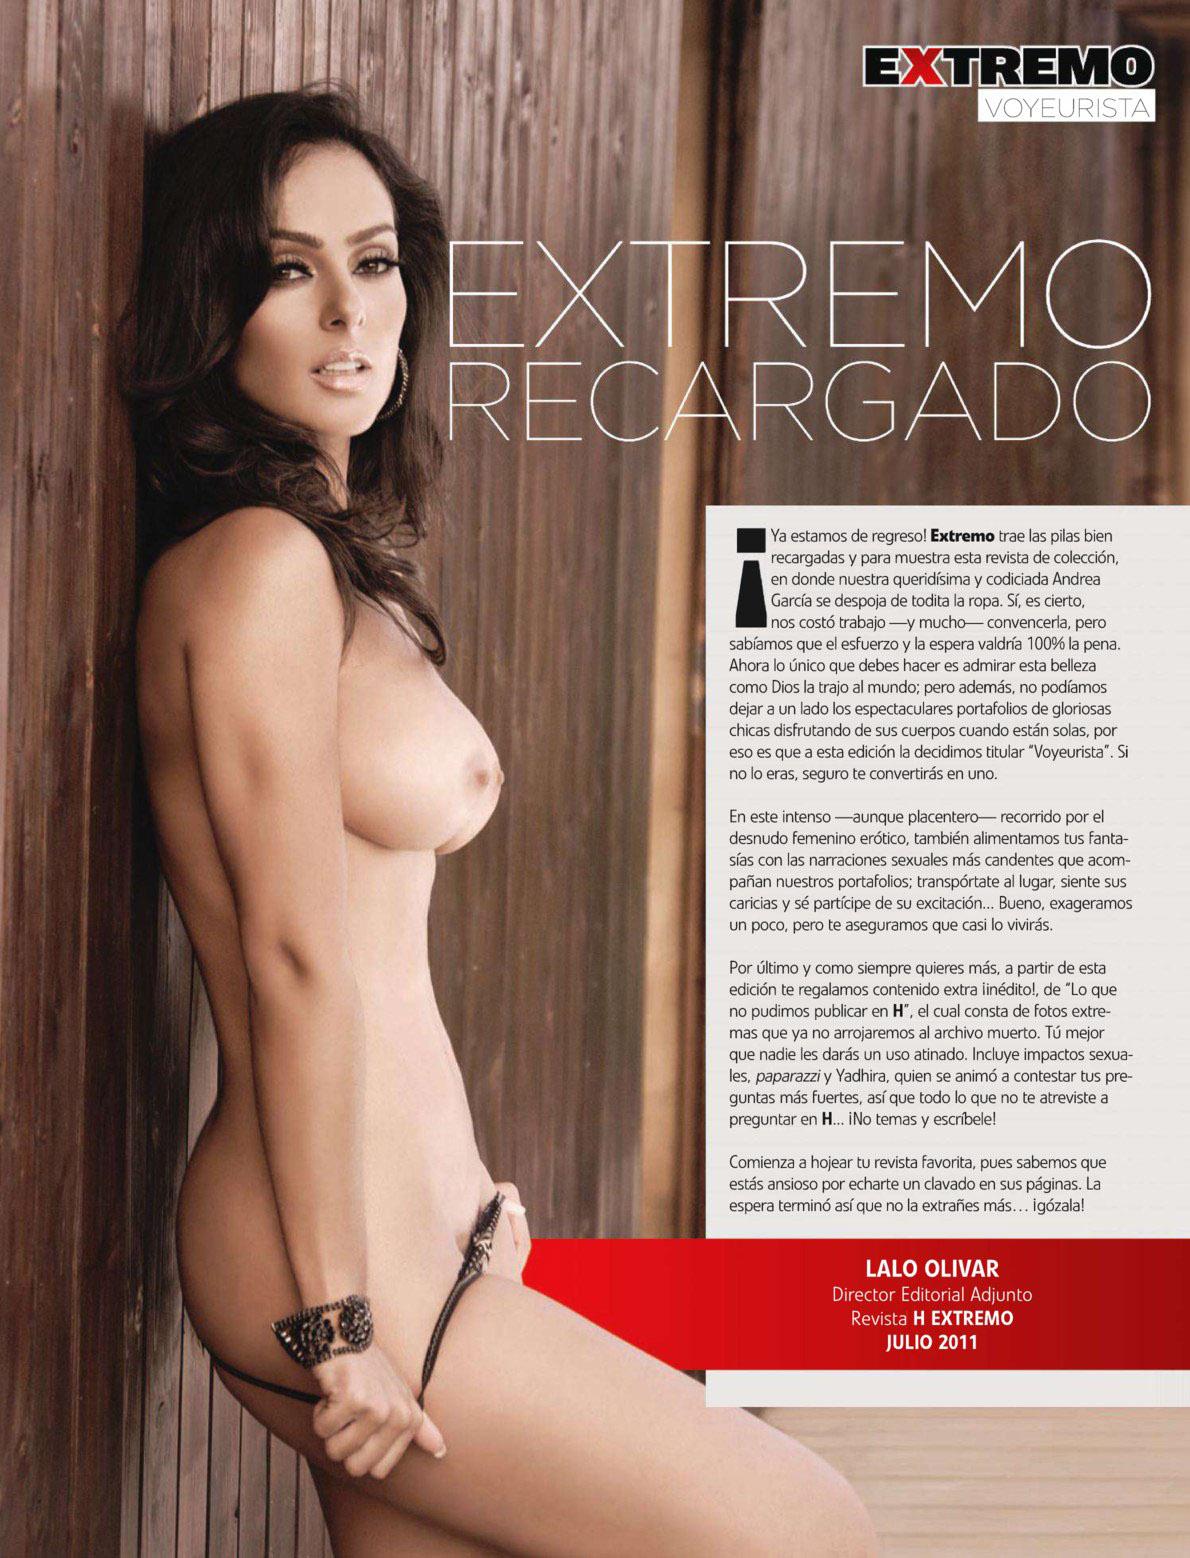 EXTREMO
VOYEURISTA
EXTREMO
RECARGADO
¡Ya estamos de regreso! Extremo trae las pilas bien
recargadas y para muestra esta revista de colección,
en donde nuestra queridísima y codiciada Andrea
García se despoja de todita la ropa. Sí, es cierto,
nos costó trabajo —y mucho— convencerla, pero
sabíamos que el esfuerzo y la espera valdría 100% la pena.
Ahora lo único que debes hacer es admirar esta belleza
como Dios la trajo al mundo; pero además, no podíamos
dejar a un lado los espectaculares portafolios de gloriosas
chicas disfrutando de sus cuerpos cuando están solas, por
eso es que a esta edición la decidimos titular “Voyeurista”. Si
no lo eras, seguro te convertirás en uno.
En este intenso —aunque placentero— recorrido por el
desnudo femenino erótico, también alimentamos tus fanta-
sías con las narraciones sexuales más candentes que acom-
pañan nuestros portafolios; transpórtate al lugar, siente sus
caricias y sé partícipe de su excitación... Bueno, exageramos
un poco, pero te aseguramos que casi lo vivirás.
Por último y como siempre quieres más, a partir de esta
edición te regalamos contenido extra ¡inédito!, de “Lo que
no pudimos publicar en H”, el cual consta de fotos extre-
mas que ya no arrojaremos al archivo muerto. Tú mejor
que nadie les darás un uso atinado. Incluye impactos sexua-
les, paparazzi y Yadhira, quien se animó a contestar tus pre-
guntas más fuertes, así que todo lo que no te atreviste a
preguntar en H... ¡No temas y escríbele!
Comienza a hojear tu revista favorita, pues sabemos que
estás ansioso por echarte un clavado en sus páginas. La
espera terminó así que no la extrañes más... ¡gózala!
LALO OLIVAR
Director Editorial Adjunto
Revista H EXTREMO
JULIO 2011